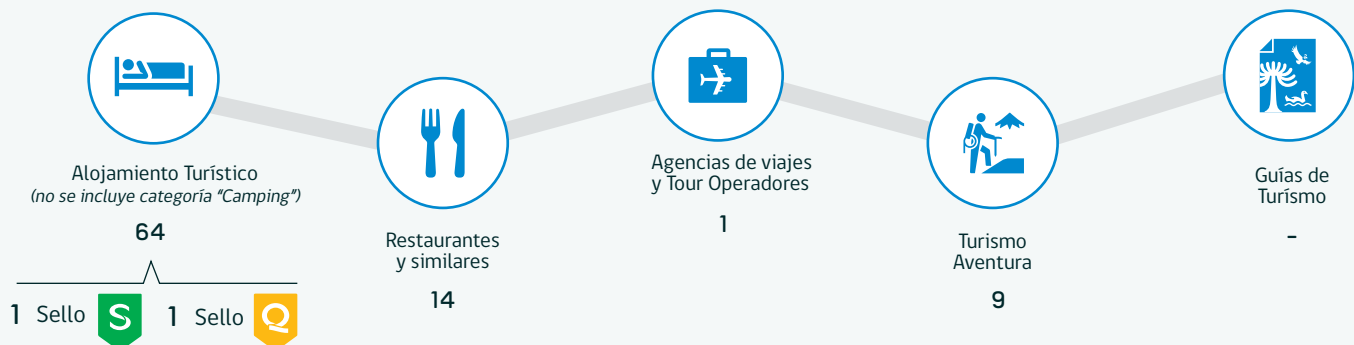 Alojamiento Turístico
(no se incluye categoría "Camping")
64
1 Sello S 1 Sello Q
Restaurantes
y similares
14
Agencias de viajes
y Tour Operadores
1
Turismo
Aventura
9
Guías de
Turísmo
-